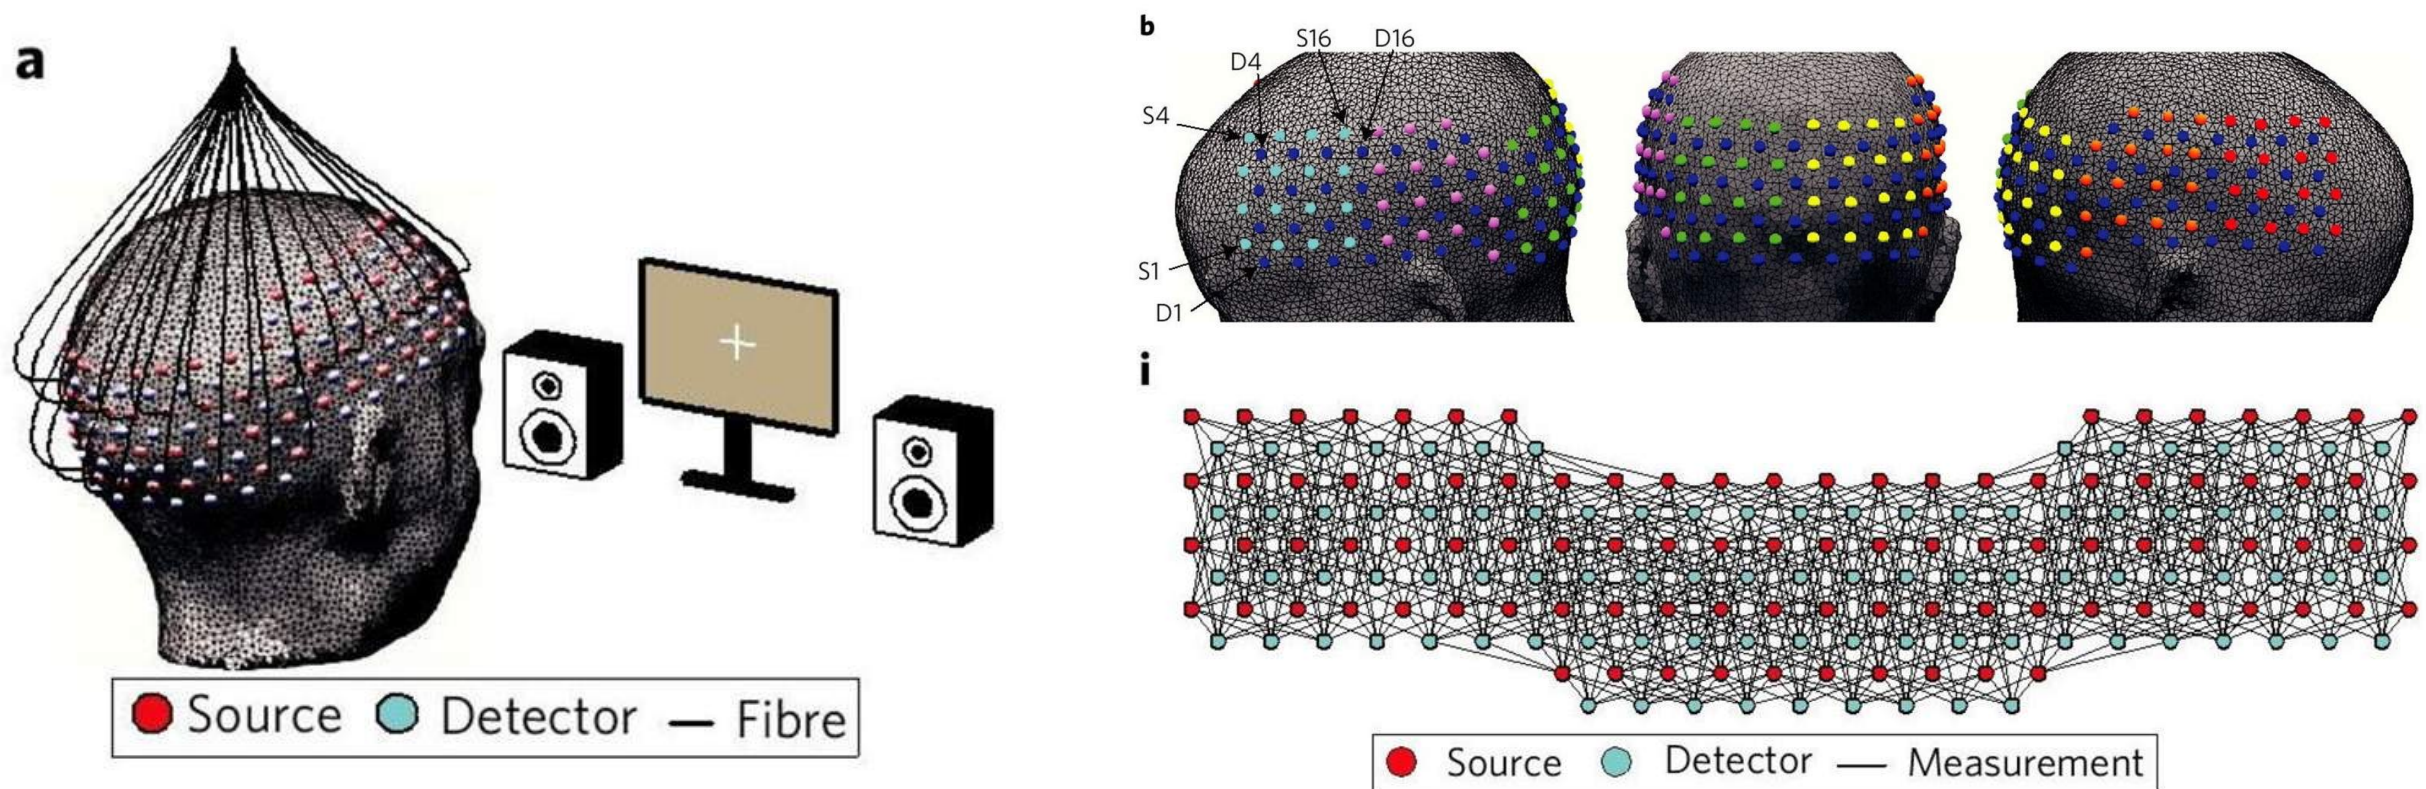 a
Source Detector Fibre
b
S16 D16
D4
S4
S1
D1
i
Source Detector Measurement